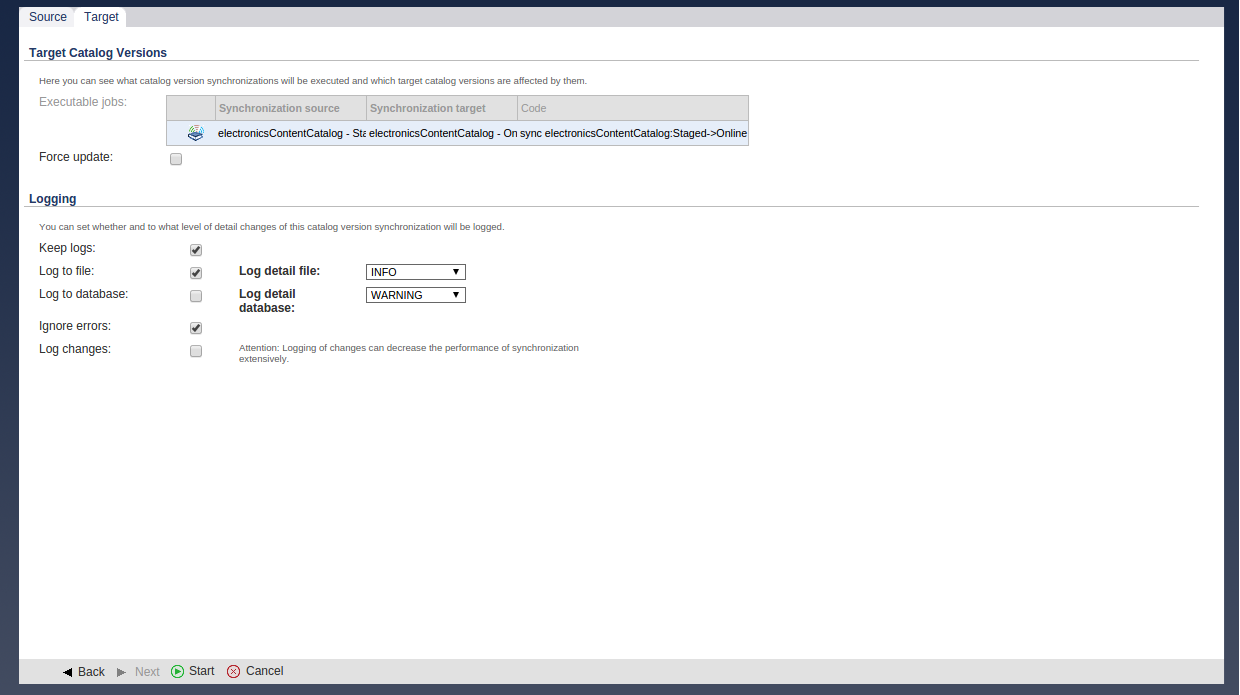 Source Target
Target Catalog Versions
Here you can see what catalog version synchronizations will be executed and which target catalog versions are affected by them.
Executable jobs:
Synchronization source Synchronization target Code
electronicsContentCatalog - Sta electronicsContentCatalog - On sync electronicsContentCatalog:Staged->Online
Force update:
Logging
You can set whether and to what level of detail changes of this catalog version synchronization will be logged.
Keep logs:
Log to file: Log detail file: INFO
Log to database: Log detail WARNING
database:
Ignore errors:
Log changes: Attention: Logging of changes can decrease the performance of synchronization
extensively.
Back Next Start Cancel